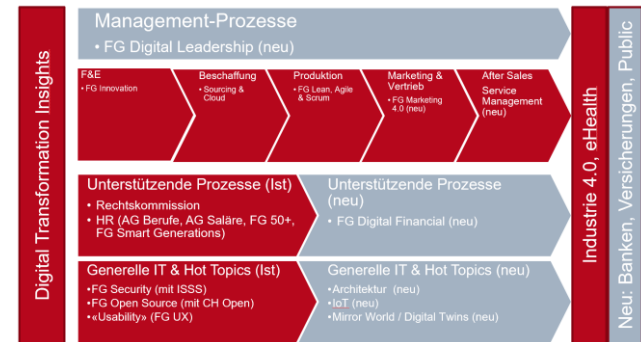 Digital Transformation Insights
Management-Prozesse
• FG Digital Leadership (neu)
F&E
• FG Innovation
Beschaffung
• Sourcing &
Cloud
Produktion
• FG Lean, Agile
& Scrum
Marketing &
Vertrieb
• FG Marketing
4.0 (neu)
After Sales
Service
Management
(neu)
Unterstützende Prozesse (Ist)
• Rechtskommission
• HR (AG Berufe, AG Saläre, FG 50+,
FG Smart Generations)
Unterstützende Prozesse
(neu)
• FG Digital Financial (neu)
Generelle IT & Hot Topics (Ist)
•FG Security (mit ISSS)
•FG Open Source (mit CH Open)
•«Usability» (FG UX)
Generelle IT & Hot Topics (neu)
•Architektur (neu)
•IoT (neu)
•Mirror World / Digital Twins (neu)
Industrie 4.0, eHealth
Neu: Banken, Versicherungen, Public